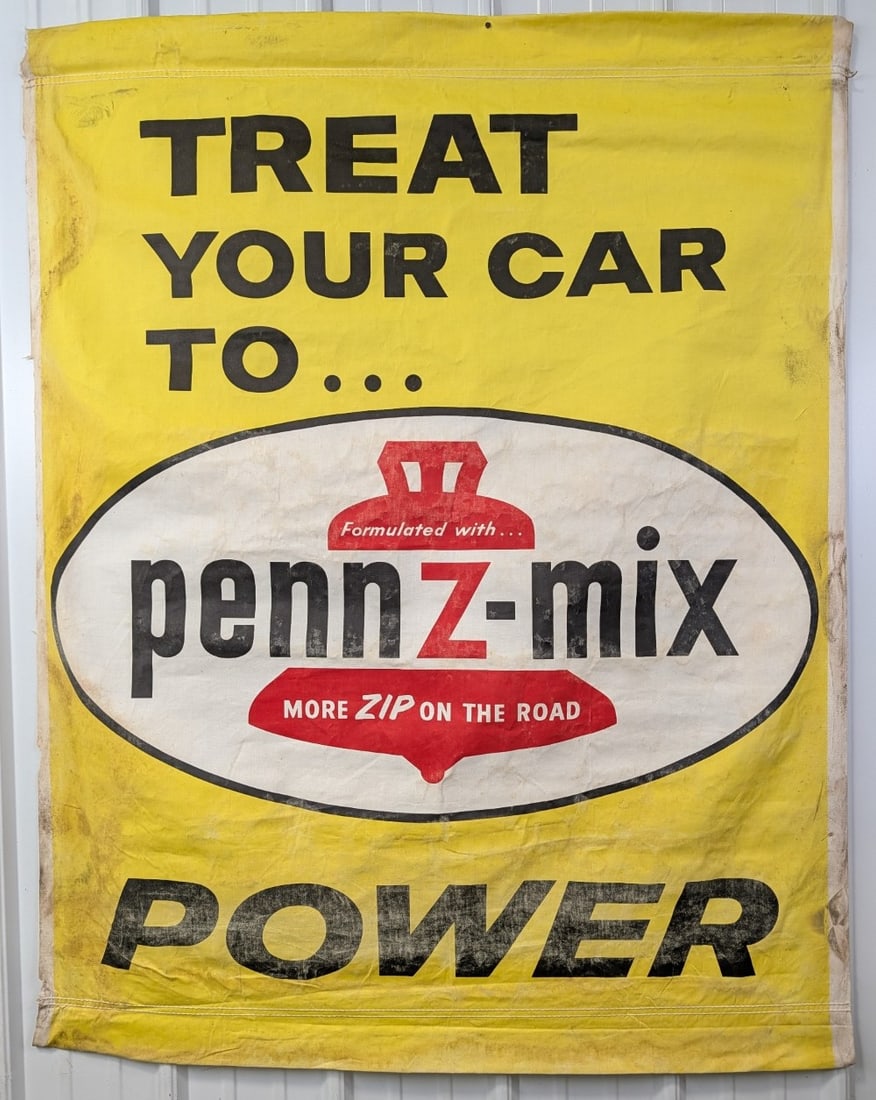 TREAT
YOUR CAR
TO...
Formulated with...
pennZ-mix
MORE ZIP ON THE ROAD
POWER